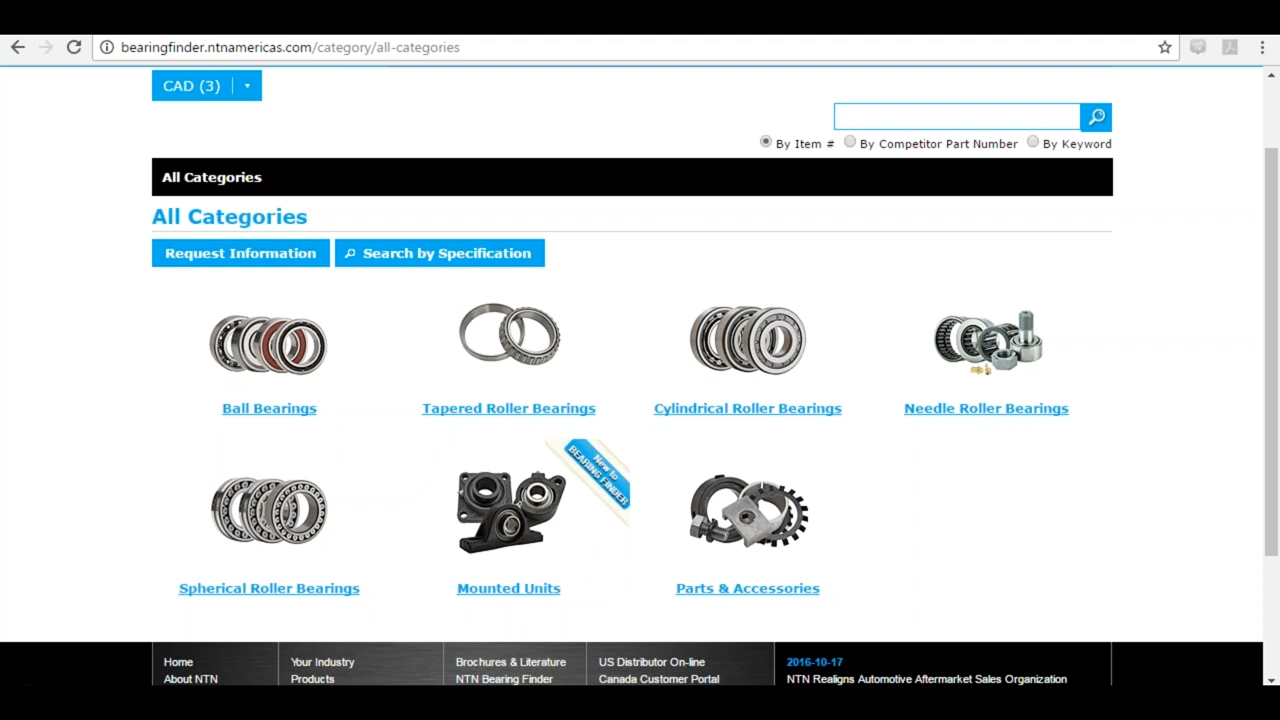 bearingfinder.ntnamericas.com/category/all-categories
CAD (3)
By Item # By Competitor Part Number By Keyword
All Categories
All Categories
Request Information Search by Specification
Ball Bearings Tapered Roller Bearings Cylindrical Roller Bearings Needle Roller Bearings
New to
BEARING FINDER
Spherical Roller Bearings Mounted Units Parts & Accessories
Home Your Industry Brochures & Literature US Distributor On-line 2016-10-17
About NTN Products NTN Bearing Finder Canada Customer Portal NTN Realigns Automotive Aftermarket Sales Organization